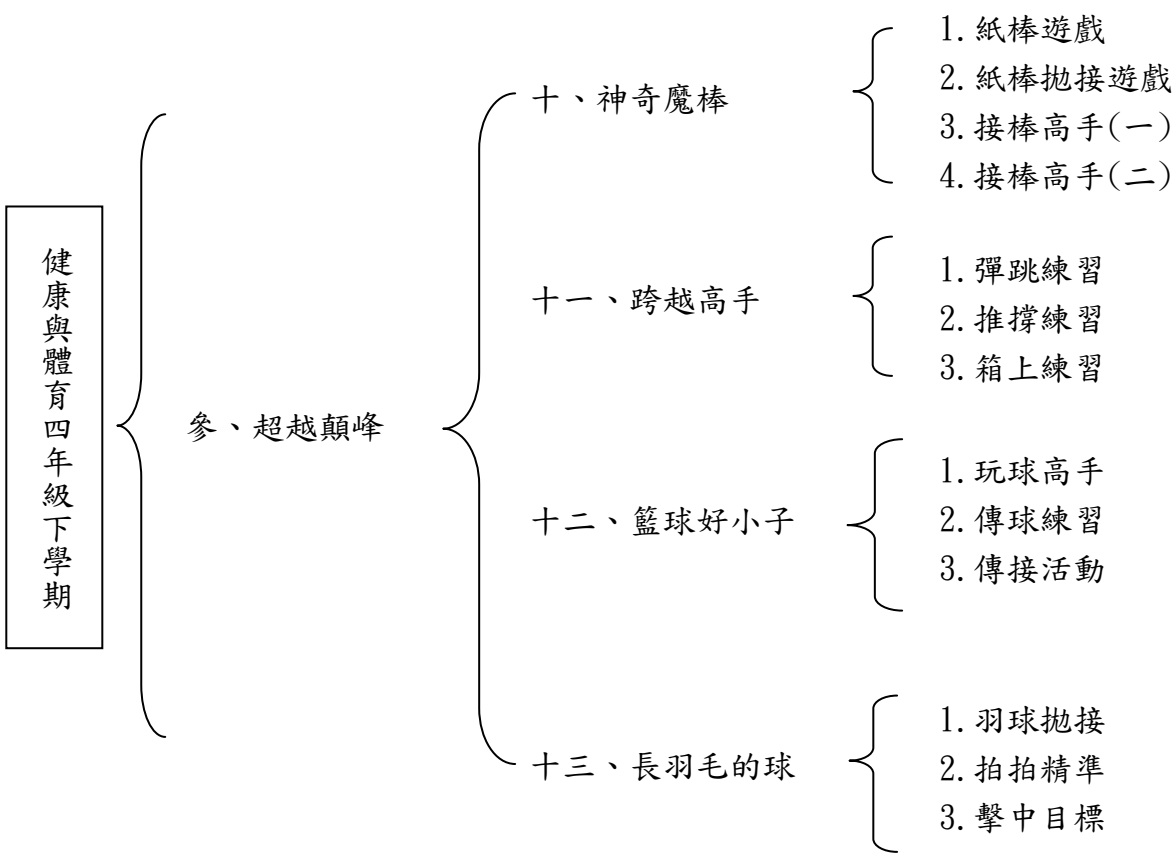 健康與體育四年級下學期
參、超越顛峰
十、神奇魔棒
1.紙棒遊戲
2.紙棒拋接遊戲
3.接棒高手(一)
4.接棒高手(二)
十一、跨越高手
1.彈跳練習
2.推撐練習
3.箱上練習
十二、籃球好小子
1.玩球高手
2.傳球練習
3.傳接活動
十三、長羽毛的球
1.羽球拋接
2.拍拍精準
3.擊中目標